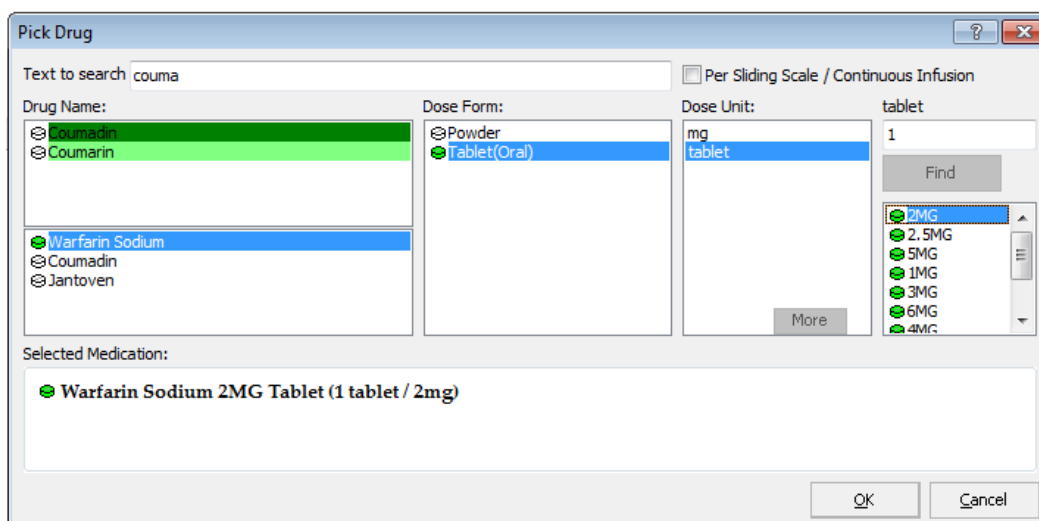 Pick Drug
Text to search couma
Per Sliding Scale / Continuous Infusion
Drug Name:
Coumadin
Coumarin
Warfarin Sodium
Coumadin
Jantoven
Dose Form:
Powder
Tablet(Oral)
Dose Unit:
mg
tablet
More
tablet
1
Find
2MG
2.5MG
5MG
1MG
3MG
6MG
4MG
Selected Medication:
Warfarin Sodium 2MG Tablet (1 tablet / 2mg)
OK
Cancel